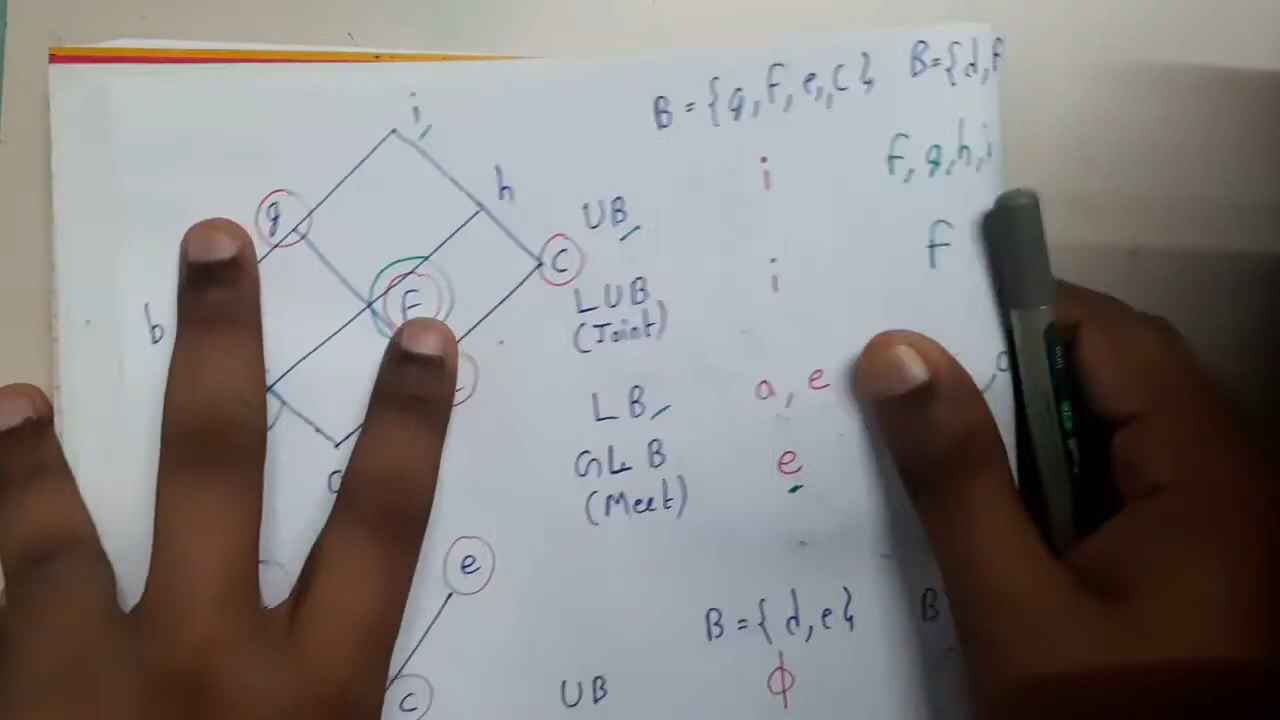 B = {g, f, e, c}
B = {d, f
i
i
f, g, h, i
g
h
UB
c
f
f
b
LUB
(Joint)
i
LB
a, e
GLB
(Meet)
e
e
B = {d, e}
B
c
UB
ϕ